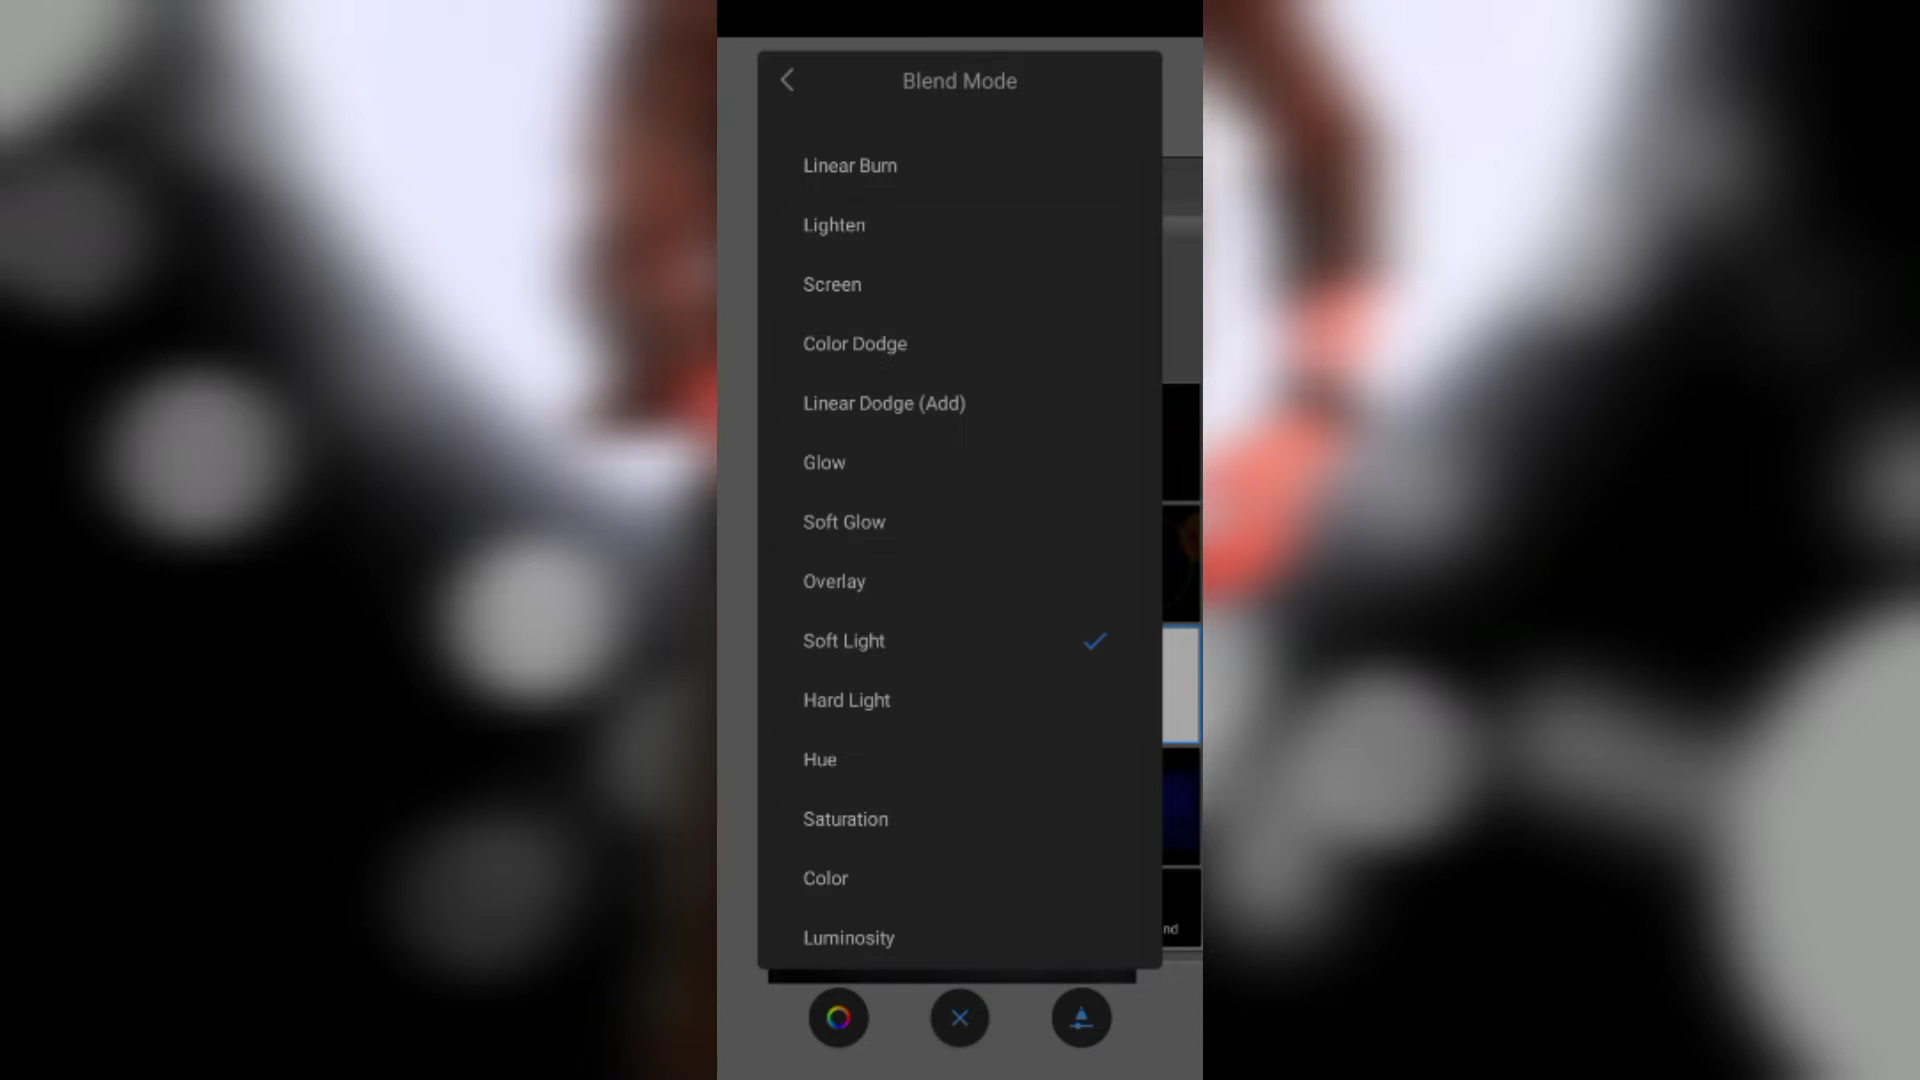 Blend Mode
Linear Burn
Lighten
Screen
Color Dodge
Linear Dodge (Add)
Glow
Soft Glow
Overlay
Soft Light
Hard Light
Hue
Saturation
Color
Luminosity
nd